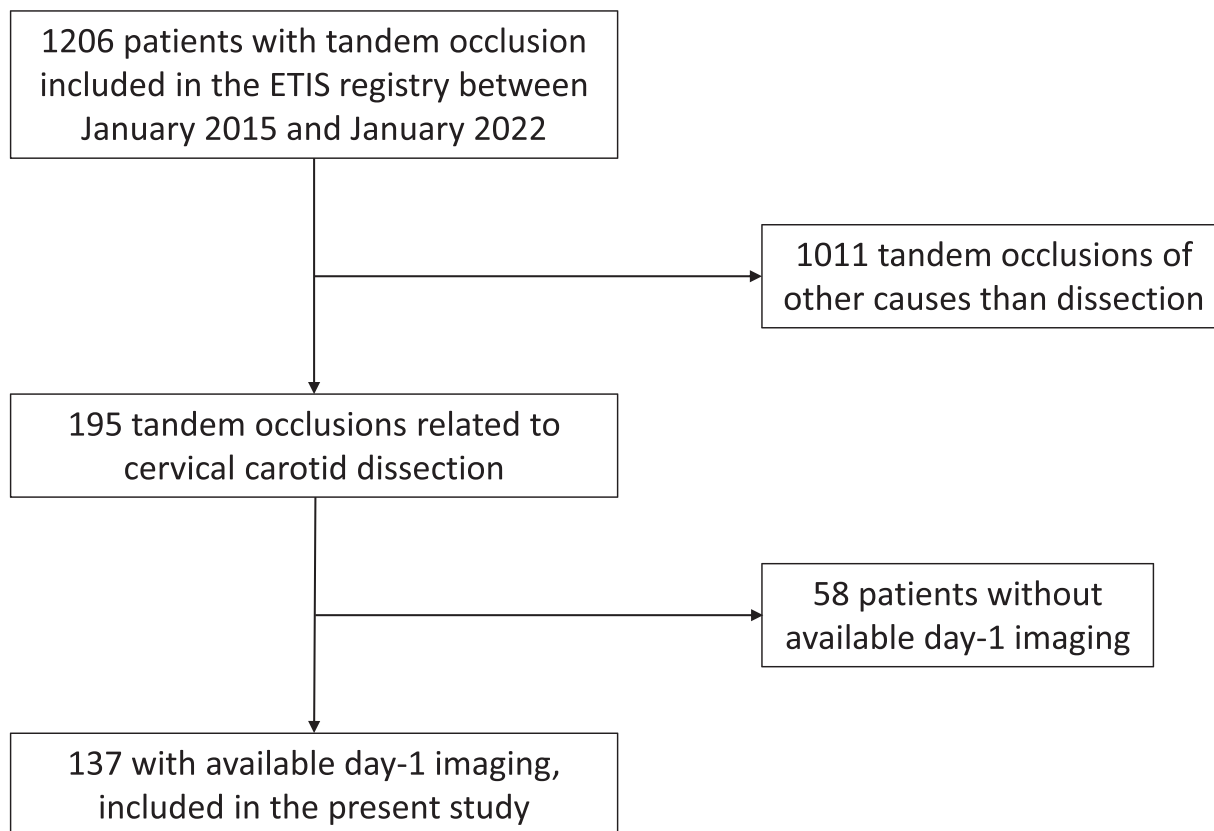 1206 patients with tandem occlusion
included in the ETIS registry between
January 2015 and January 2022
1011 tandem occlusions of
other causes than dissection
195 tandem occlusions related to
cervical carotid dissection
58 patients without
available day-1 imaging
137 with available day-1 imaging,
included in the present study